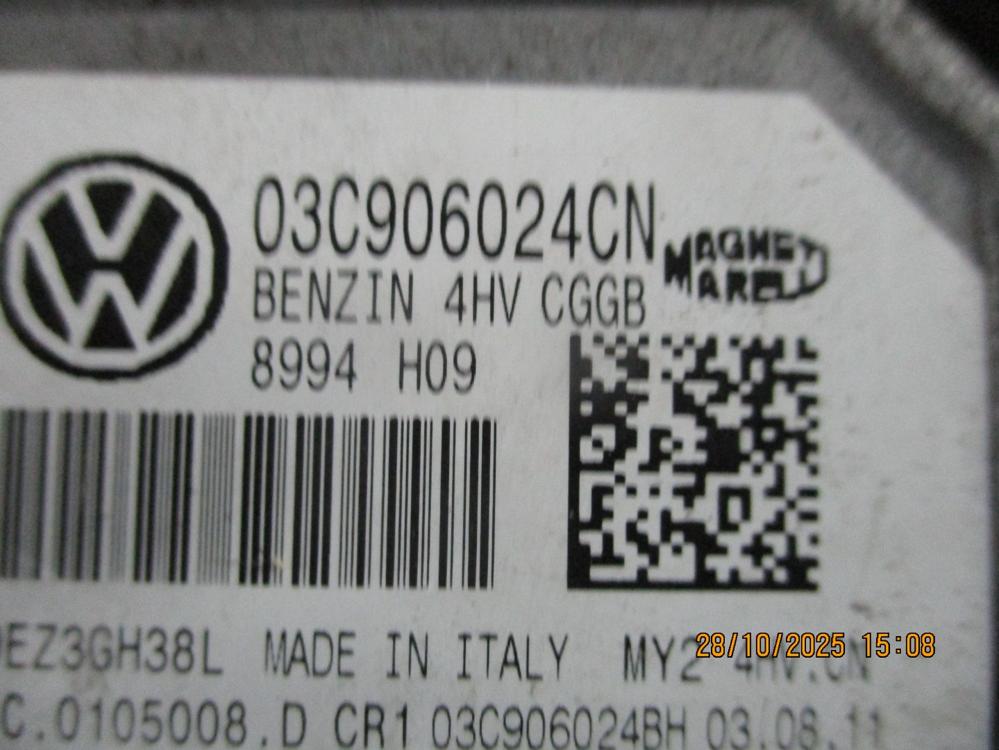 03C906024CN
MAGNETI
MARELLI
BENZIN 4HV CGGB
8994 H09
EZ3GH38L MADE IN ITALY MY2 4HV.CN
28/10/2025 15:08
C.0105008.D CR1 03C906024BH 03.08.11